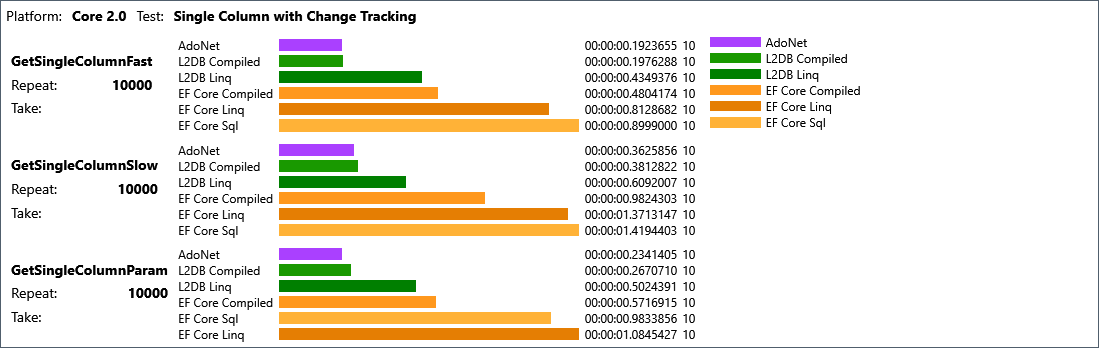 Platform: Core 2.0 Test: Single Column with Change Tracking
GetSingleColumnFast
Repeat: 10000
Take:
AdoNet 00:00:00.1923655 10
L2DB Compiled 00:00:00.1976288 10
L2DB Linq 00:00:00.4349376 10
EF Core Compiled 00:00:00.4804174 10
EF Core Linq 00:00:00.8128682 10
EF Core Sql 00:00:00.8999000 10
GetSingleColumnSlow
Repeat: 10000
Take:
AdoNet 00:00:00.3625856 10
L2DB Compiled 00:00:00.3812822 10
L2DB Linq 00:00:00.6092007 10
EF Core Compiled 00:00:00.9824303 10
EF Core Linq 00:00:01.3713147 10
EF Core Sql 00:00:01.4194403 10
GetSingleColumnParam
Repeat: 10000
Take:
AdoNet 00:00:00.2341405 10
L2DB Compiled 00:00:00.2670710 10
L2DB Linq 00:00:00.5024391 10
EF Core Compiled 00:00:00.5716915 10
EF Core Sql 00:00:00.9833856 10
EF Core Linq 00:00:01.0845427 10
AdoNet
L2DB Compiled
L2DB Linq
EF Core Compiled
EF Core Linq
EF Core Sql